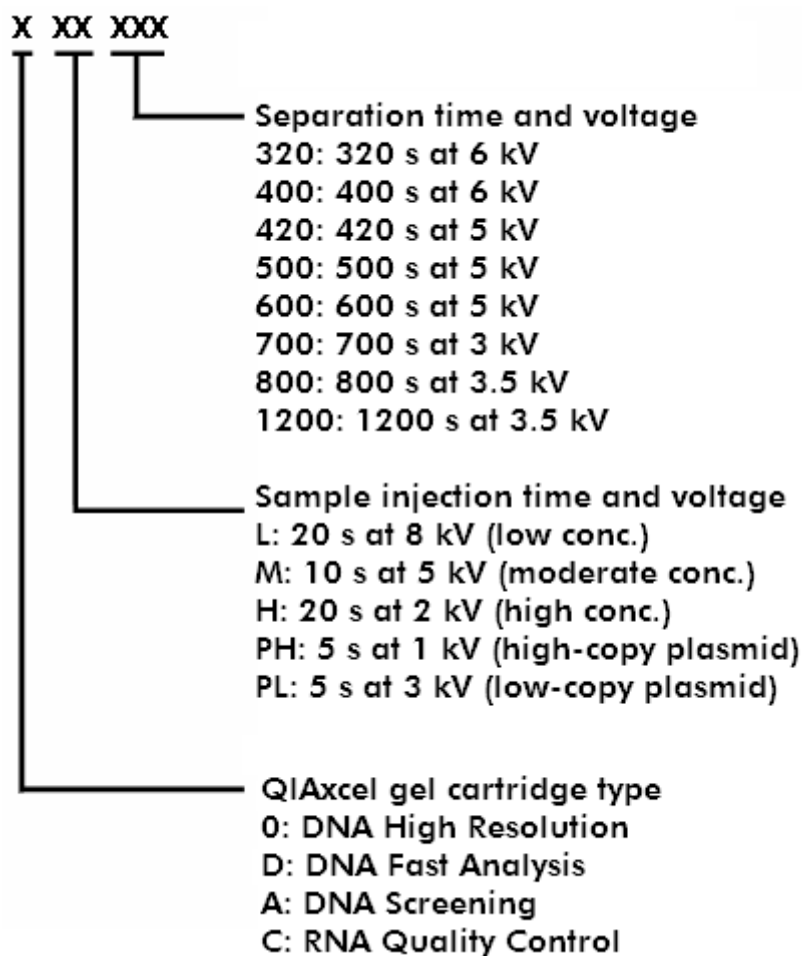 X XX XXX
Separation time and voltage
320: 320 s at 6 kV
400: 400 s at 6 kV
420: 420 s at 5 kV
500: 500 s at 5 kV
600: 600 s at 5 kV
700: 700 s at 3 kV
800: 800 s at 3.5 kV
1200: 1200 s at 3.5 kV
Sample injection time and voltage
L: 20 s at 8 kV (low conc.)
M: 10 s at 5 kV (moderate conc.)
H: 20 s at 2 kV (high conc.)
PH: 5 s at 1 kV (high-copy plasmid)
PL: 5 s at 3 kV (low-copy plasmid)
QIAxcel gel cartridge type
0: DNA High Resolution
D: DNA Fast Analysis
A: DNA Screening
C: RNA Quality Control